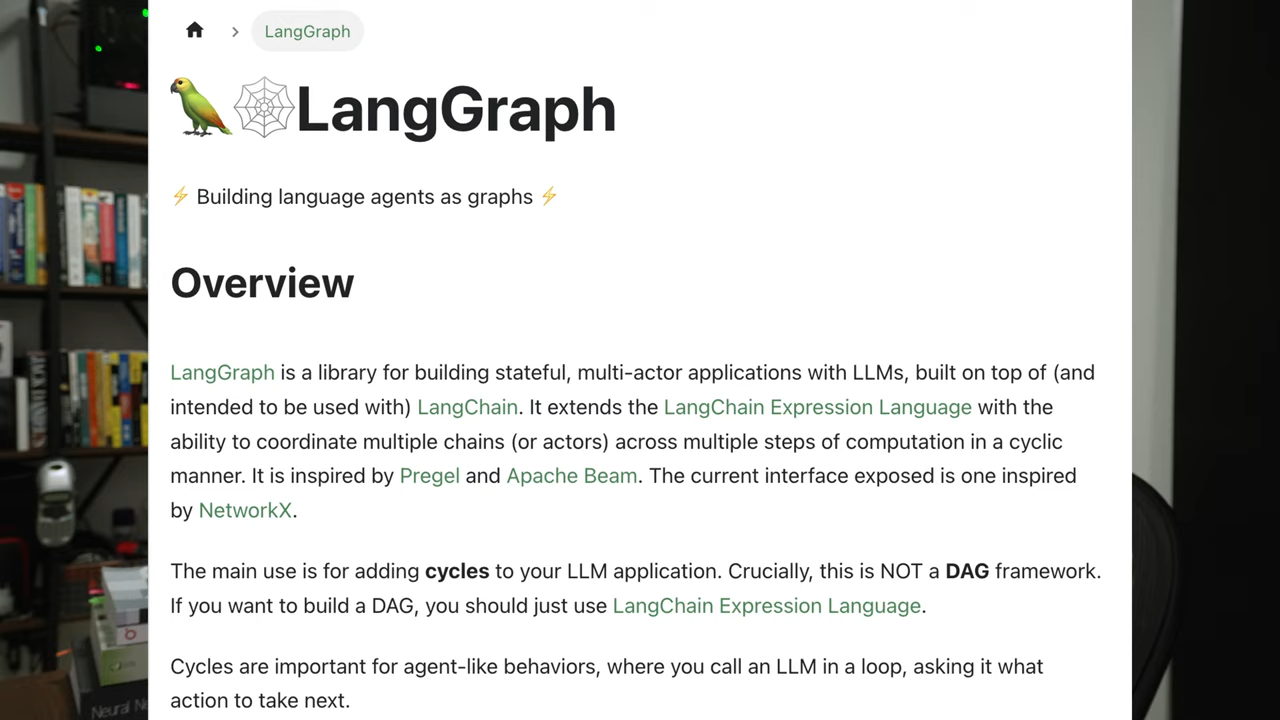 LangGraph
🦜🕸️LangGraph
⚡ Building language agents as graphs ⚡
Overview
LangGraph is a library for building stateful, multi-actor applications with LLMs, built on top of (and
intended to be used with) LangChain. It extends the LangChain Expression Language with the
ability to coordinate multiple chains (or actors) across multiple steps of computation in a cyclic
manner. It is inspired by Pregel and Apache Beam. The current interface exposed is one inspired
by NetworkX.
The main use is for adding cycles to your LLM application. Crucially, this is NOT a DAG framework.
If you want to build a DAG, you should just use LangChain Expression Language.
Cycles are important for agent-like behaviors, where you call an LLM in a loop, asking it what
action to take next.
Neural Ne